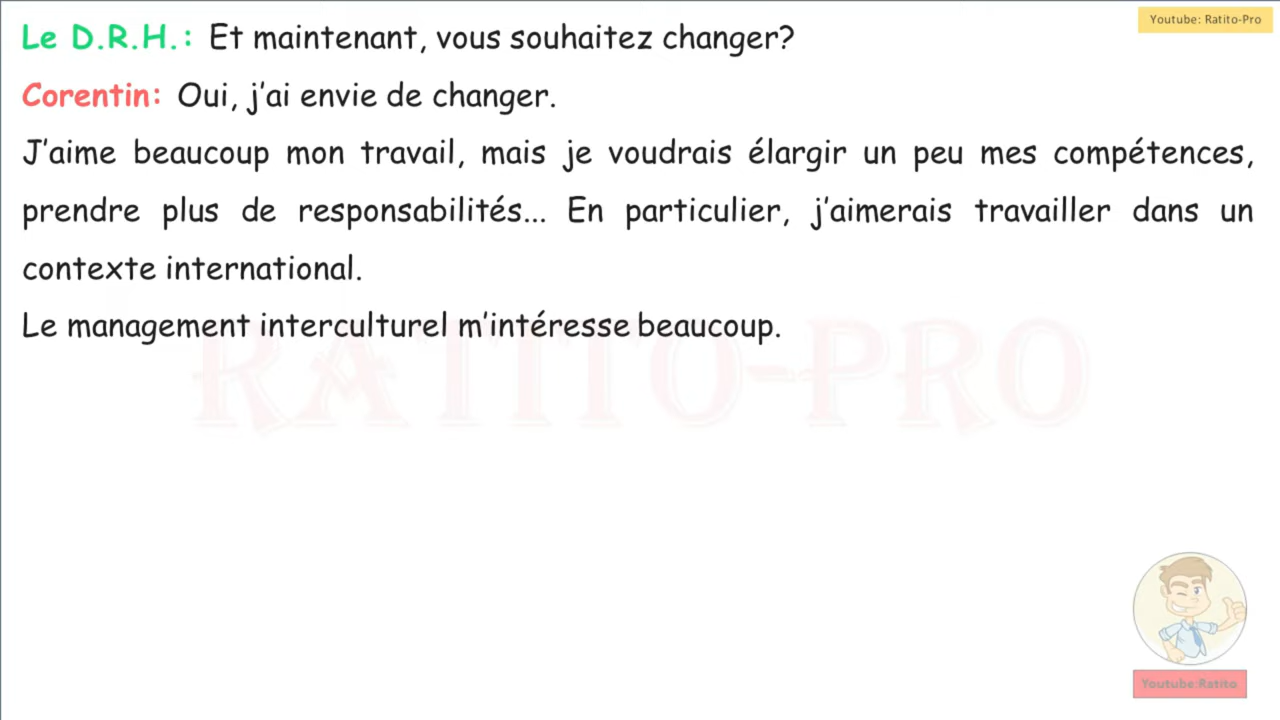 Youtube: Ratito-Pro
Le D.R.H.: Et maintenant, vous souhaitez changer?
Corentin: Oui, j'ai envie de changer.
J'aime beaucoup mon travail, mais je voudrais élargir un peu mes compétences,
prendre plus de responsabilités... En particulier, j'aimerais travailler dans un
contexte international.
Le management interculturel m'intéresse beaucoup.
RATITO-PRO
Youtube:Ratito